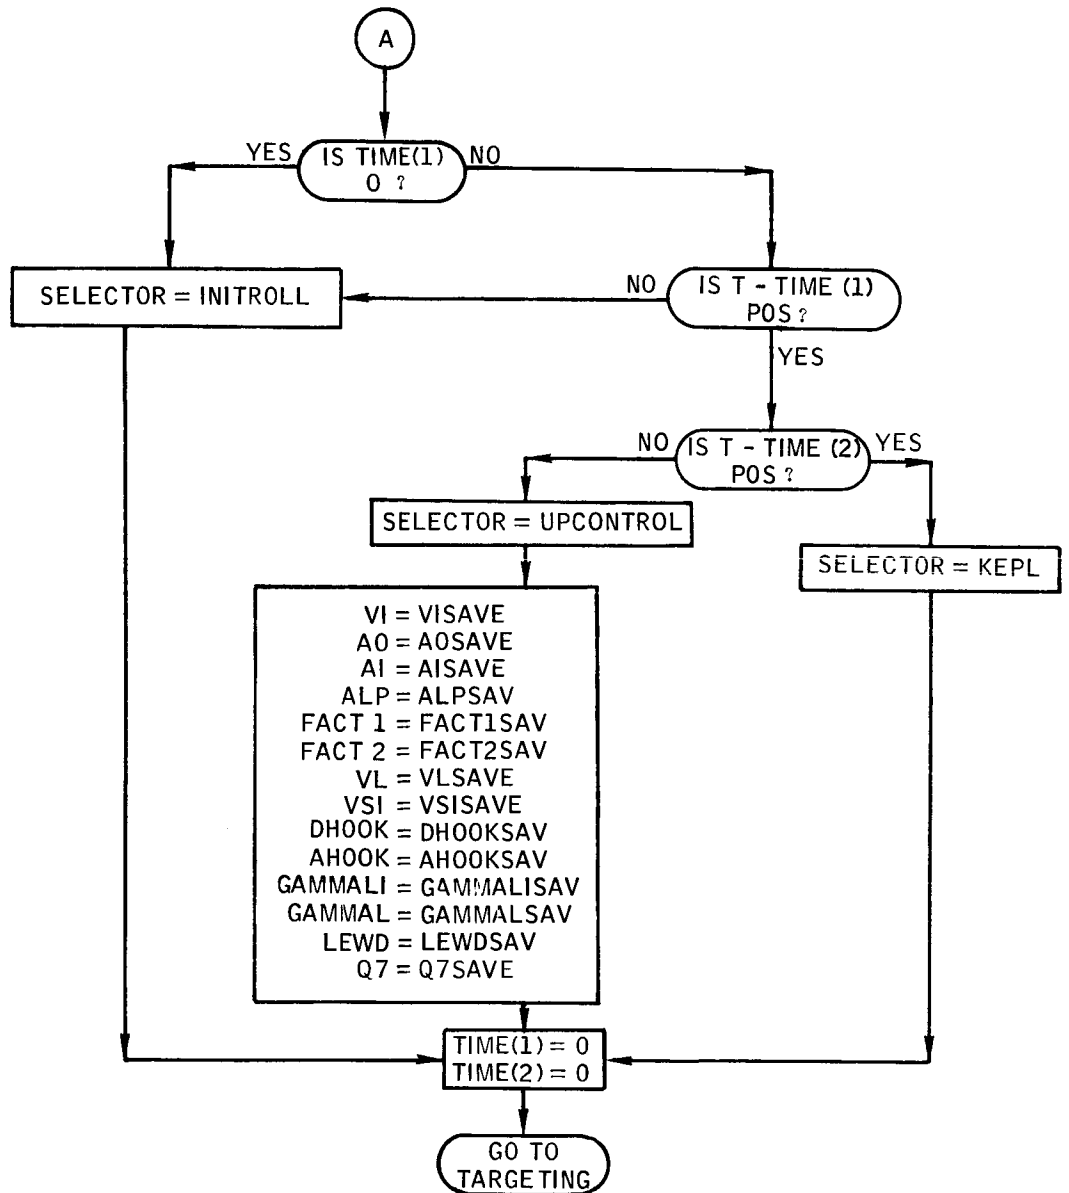 A
YES
IS TIME(1)
0 ?
NO
SELECTOR = INITROLL
NO
IS T - TIME (1)
POS ?
YES
NO
IS T - TIME (2)
POS ?
YES
SELECTOR = UPCONTROL
SELECTOR = KEPL
VI = VISAVE
A0 = A0SAVE
AI = AISAVE
ALP = ALPSAV
FACT 1 = FACT1SAV
FACT 2 = FACT2SAV
VL = VLSAVE
VSI = VSISAVE
DHOOK = DHOOKSAV
AHOOK = AHOOKSAV
GAMMALI = GAMMALISAV
GAMMAL = GAMMALSAV
LEWD = LEWDSAV
Q7 = Q7SAVE
TIME(1) = 0
TIME(2) = 0
GO TO
TARGETING